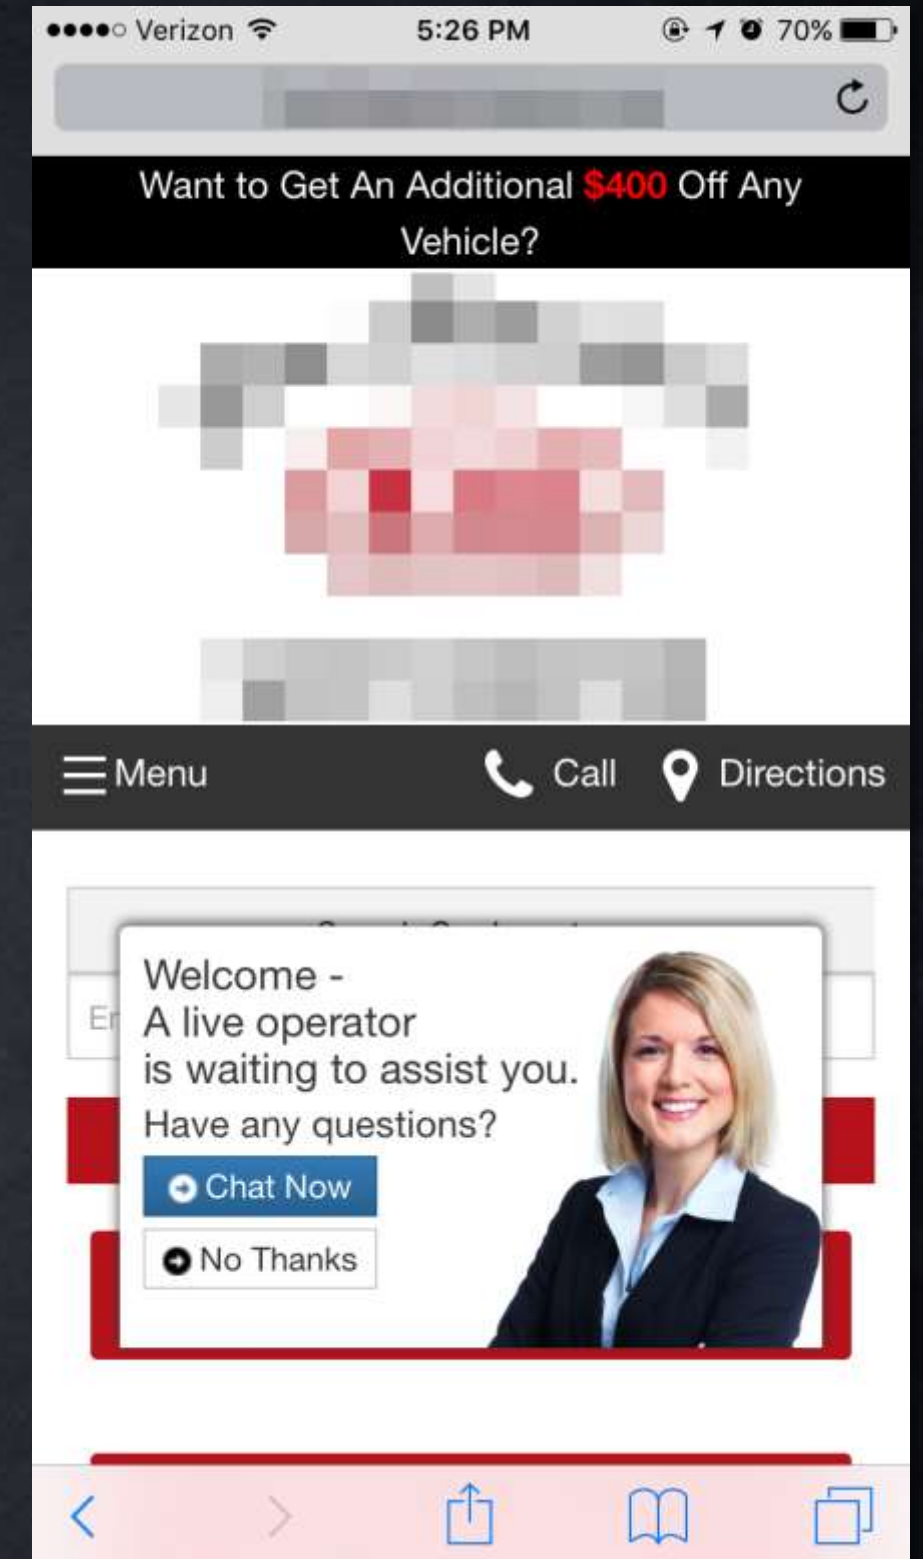 Verizon 5:26 PM 70%
Want to Get An Additional $400 Off Any
Vehicle?
Menu Call Directions
Welcome -
A live operator
is waiting to assist you.
Have any questions?
Chat Now
No Thanks